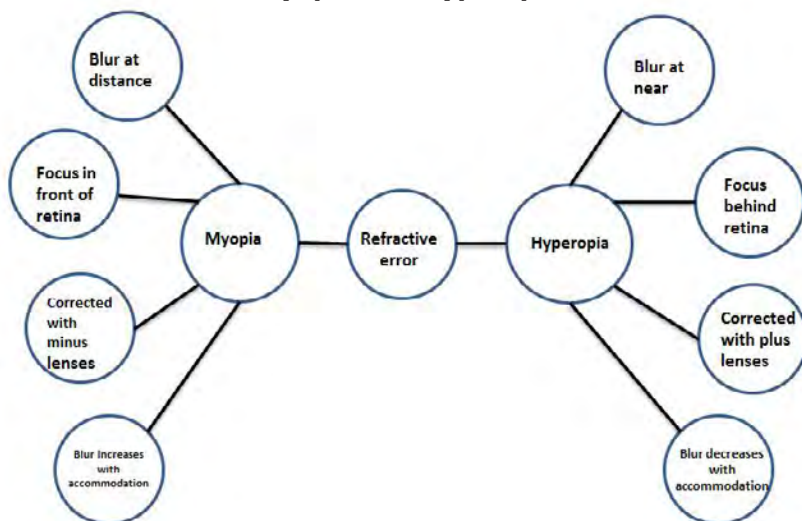 Blur at
distance
Blur at
near
Focus in
front of
retina
Focus
behind
retina
Myopia
Refractive
error
Hyperopia
Corrected
with
minus
lenses
Corrected
with plus
lenses
Blur increases
with
accommodation
Blur decreases
with
accommodation